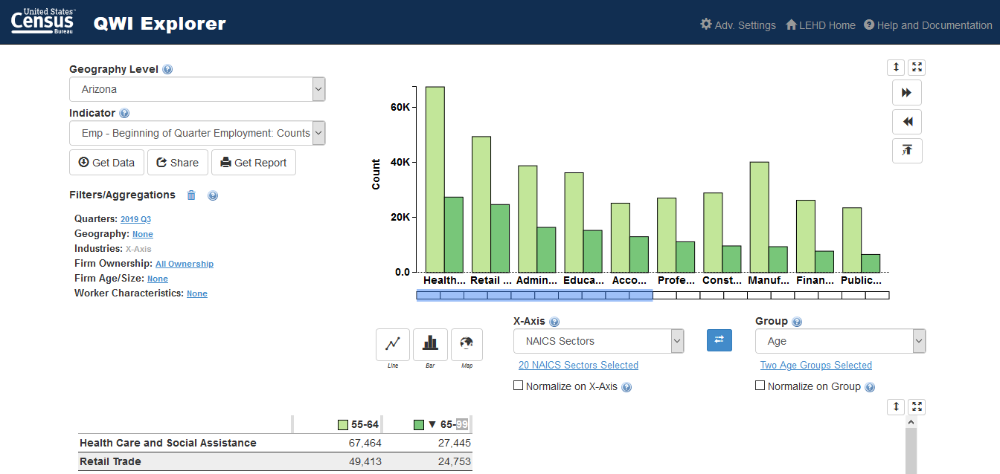 United States™
Census
Bureau
QWI Explorer
Adv. Settings LEHD Home ? Help and Documentation
Geography Level ?
Arizona
Indicator ?
Emp - Beginning of Quarter Employment: Counts
Get Data Share Get Report
Filters/Aggregations ?
Quarters: 2019 Q3
Geography: None
Industries: X-Axis
Firm Ownership: All Ownership
Firm Age/Size: None
Worker Characteristics: None
Count
60K
40K
20K
0.0
Health... Retail ... Admin... Educa... Acco... Profe... Const... Manuf... Finan... Public...
Line Bar Map
X-Axis ?
NAICS Sectors
20 NAICS Sectors Selected
Normalize on X-Axis ?
Group ?
Age
Two Age Groups Selected
Normalize on Group ?
55-64 ▼ 65-99
Health Care and Social Assistance 67,464 27,445
Retail Trade 49,413 24,753